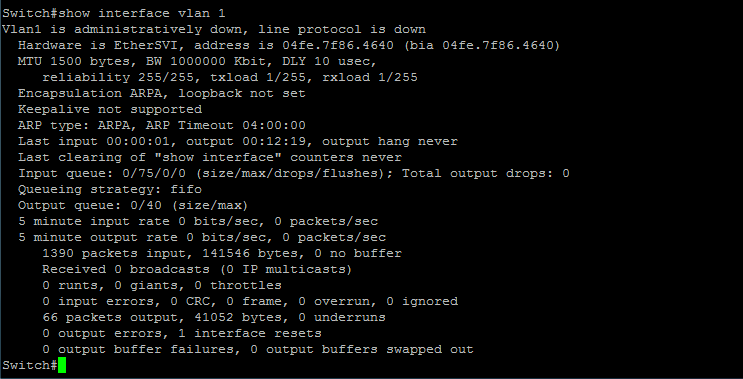 Switch#show interface vlan 1
Vlan1 is administratively down, line protocol is down
Hardware is EtherSVI, address is 04fe.7f86.4640 (bia 04fe.7f86.4640)
MTU 1500 bytes, BW 1000000 Kbit, DLY 10 usec,
reliability 255/255, txload 1/255, rxload 1/255
Encapsulation ARPA, loopback not set
Keepalive not supported
ARP type: ARPA, ARP Timeout 04:00:00
Last input 00:00:01, output 00:12:19, output hang never
Last clearing of "show interface" counters never
Input queue: 0/75/0/0 (size/max/drops/flushes); Total output drops: 0
Queueing strategy: fifo
Output queue: 0/40 (size/max)
5 minute input rate 0 bits/sec, 0 packets/sec
5 minute output rate 0 bits/sec, 0 packets/sec
1390 packets input, 141546 bytes, 0 no buffer
Received 0 broadcasts (0 IP multicasts)
0 runts, 0 giants, 0 throttles
0 input errors, 0 CRC, 0 frame, 0 overrun, 0 ignored
66 packets output, 41052 bytes, 0 underruns
0 output errors, 1 interface resets
0 output buffer failures, 0 output buffers swapped out
Switch#